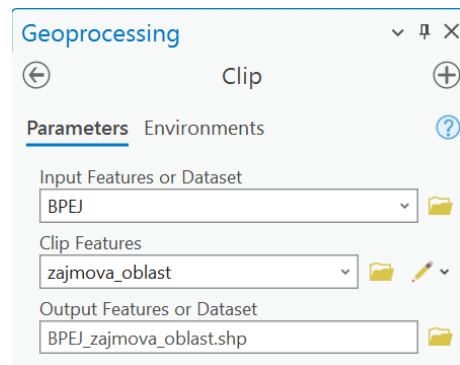 Geoprocessing
Clip
Parameters Environments
Input Features or Dataset
BPEJ
Clip Features
zajmova_oblast
Output Features or Dataset
BPEJ_zajmova_oblast.shp